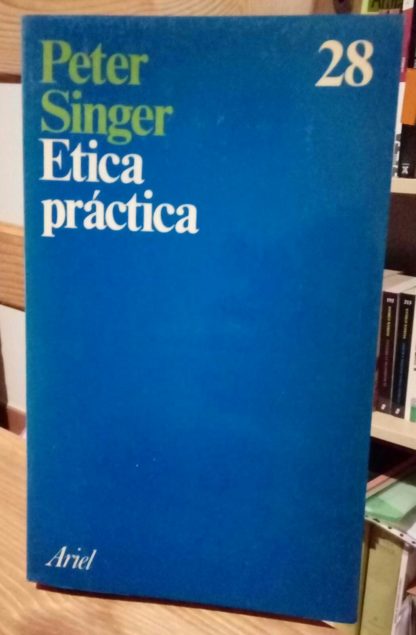 Peter
Singer
Etica
práctica
28
Ariel